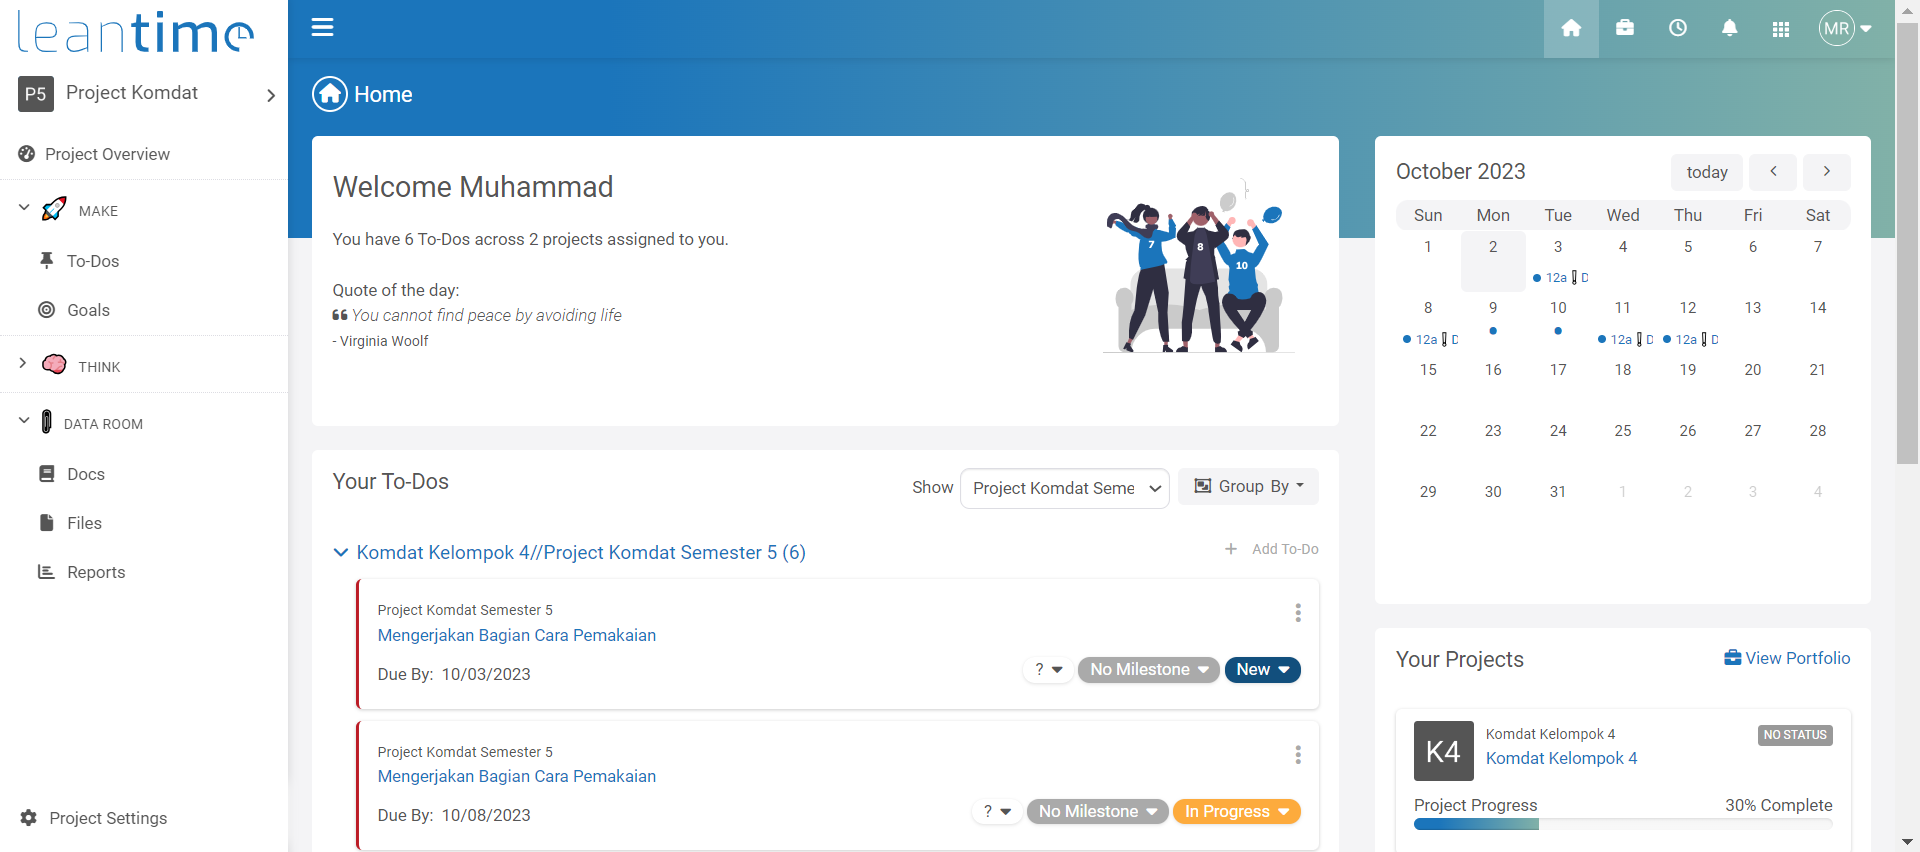 leantime
P5 Project Komdat
Project Overview
MAKE
To-Dos
Goals
THINK
DATA ROOM
Docs
Files
Reports
Project Settings
MR
Home
Welcome Muhammad
You have 6 To-Dos across 2 projects assigned to you.
Quote of the day:
You cannot find peace by avoiding life
- Virginia Woolf
7 8 10
Your To-Dos
Show Project Komdat Seme Group By
Komdat Kelompok 4//Project Komdat Semester 5 (6)
+ Add To-Do
Project Komdat Semester 5
Mengerjakan Bagian Cara Pemakaian
Due By: 10/03/2023
? No Milestone New
Project Komdat Semester 5
Mengerjakan Bagian Cara Pemakaian
Due By: 10/08/2023
? No Milestone In Progress
October 2023 today
Sun Mon Tue Wed Thu Fri Sat
1 2 3 4 5 6 7
12a D
8 9 10 11 12 13 14
12a D 12a D 12a D
15 16 17 18 19 20 21
22 23 24 25 26 27 28
29 30 31 1 2 3 4
Your Projects View Portfolio
K4
Komdat Kelompok 4
NO STATUS
Komdat Kelompok 4
Project Progress 30% Complete